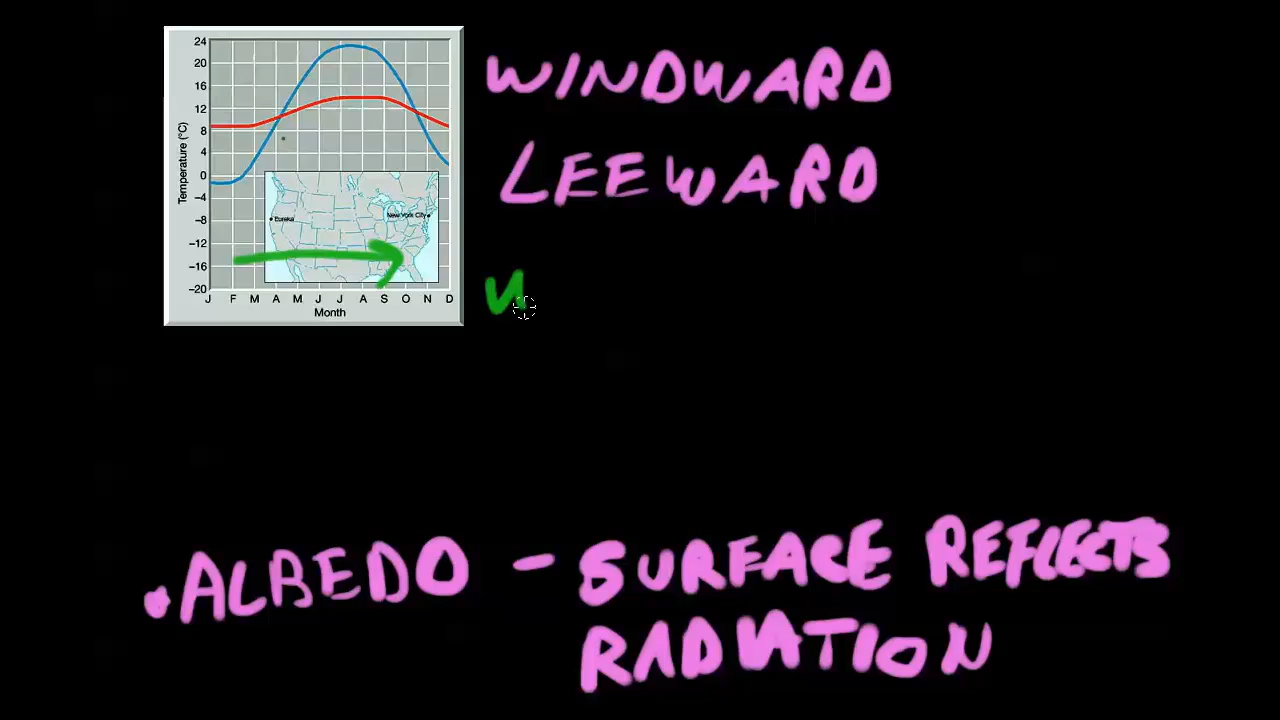 24
20
16
12
8
4
0
−4
−8
−12
−16
−20
Temperature (°C)
Eureka
New York City
J F M A M J J A S O N D
Month
WINDWARD
LEEWARD
• ALBEDO – SURFACE REFLECTS
RADIATION